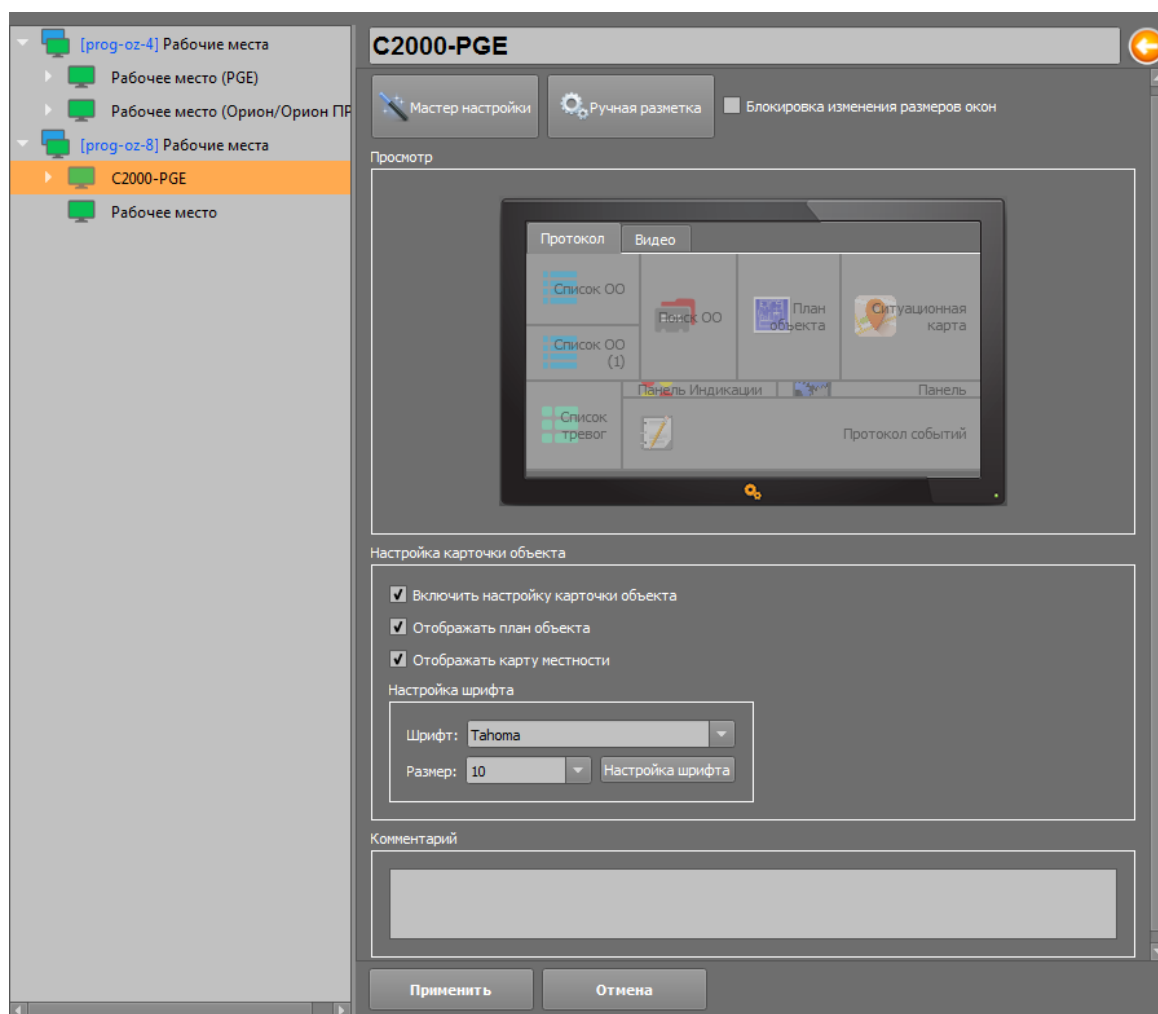 [prog-oz-4] Рабочие места
Рабочее место (PGE)
Рабочее место (Орион/Орион ПР
[prog-oz-8] Рабочие места
C2000-PGE
Рабочее место
C2000-PGE
Мастер настройки
Ручная разметка
Блокировка изменения размеров окон
Просмотр
Протокол
Видео
Список ОО
Список ОО
(1)
Поиск ОО
План
объекта
Ситуационная
карта
Список
тревог
Панель Индикации
Панель
Протокол событий
Настройка карточки объекта
Включить настройку карточки объекта
Отображать план объекта
Отображать карту местности
Настройка шрифта
Шрифт: Tahoma
Размер: 10 Настройка шрифта
Комментарий
Применить
Отмена